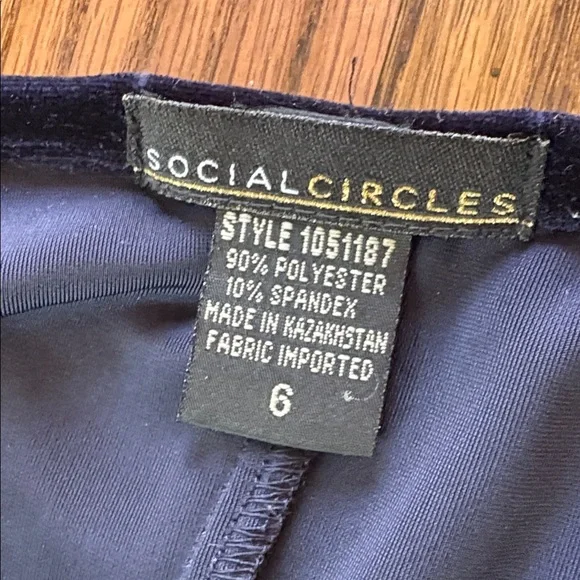 SOCIALCIRCLES
STYLE 1051187
90% POLYESTER
10% SPANDEX
MADE IN KAZAKHSTAN
FABRIC IMPORTED
6